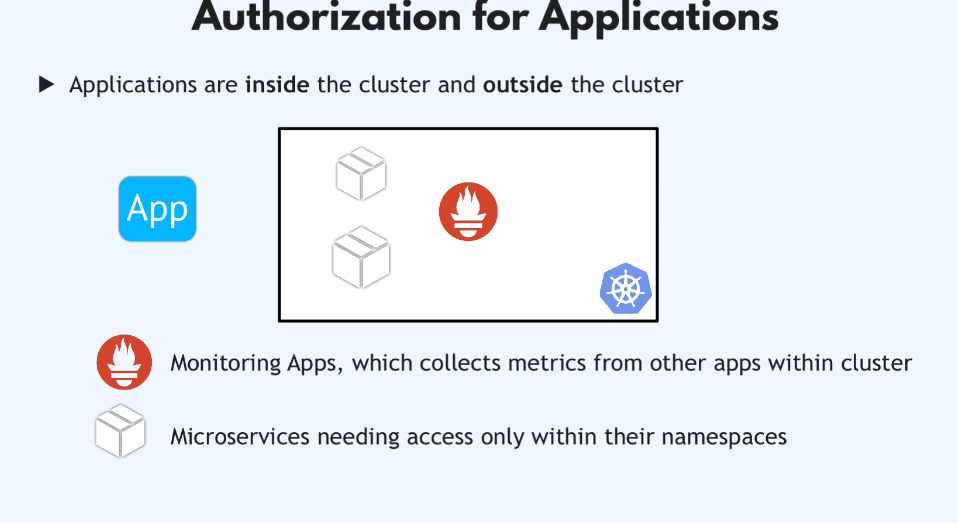 Authorization for Applications
Applications are inside the cluster and outside the cluster
App
Monitoring Apps, which collects metrics from other apps within cluster
Microservices needing access only within their namespaces